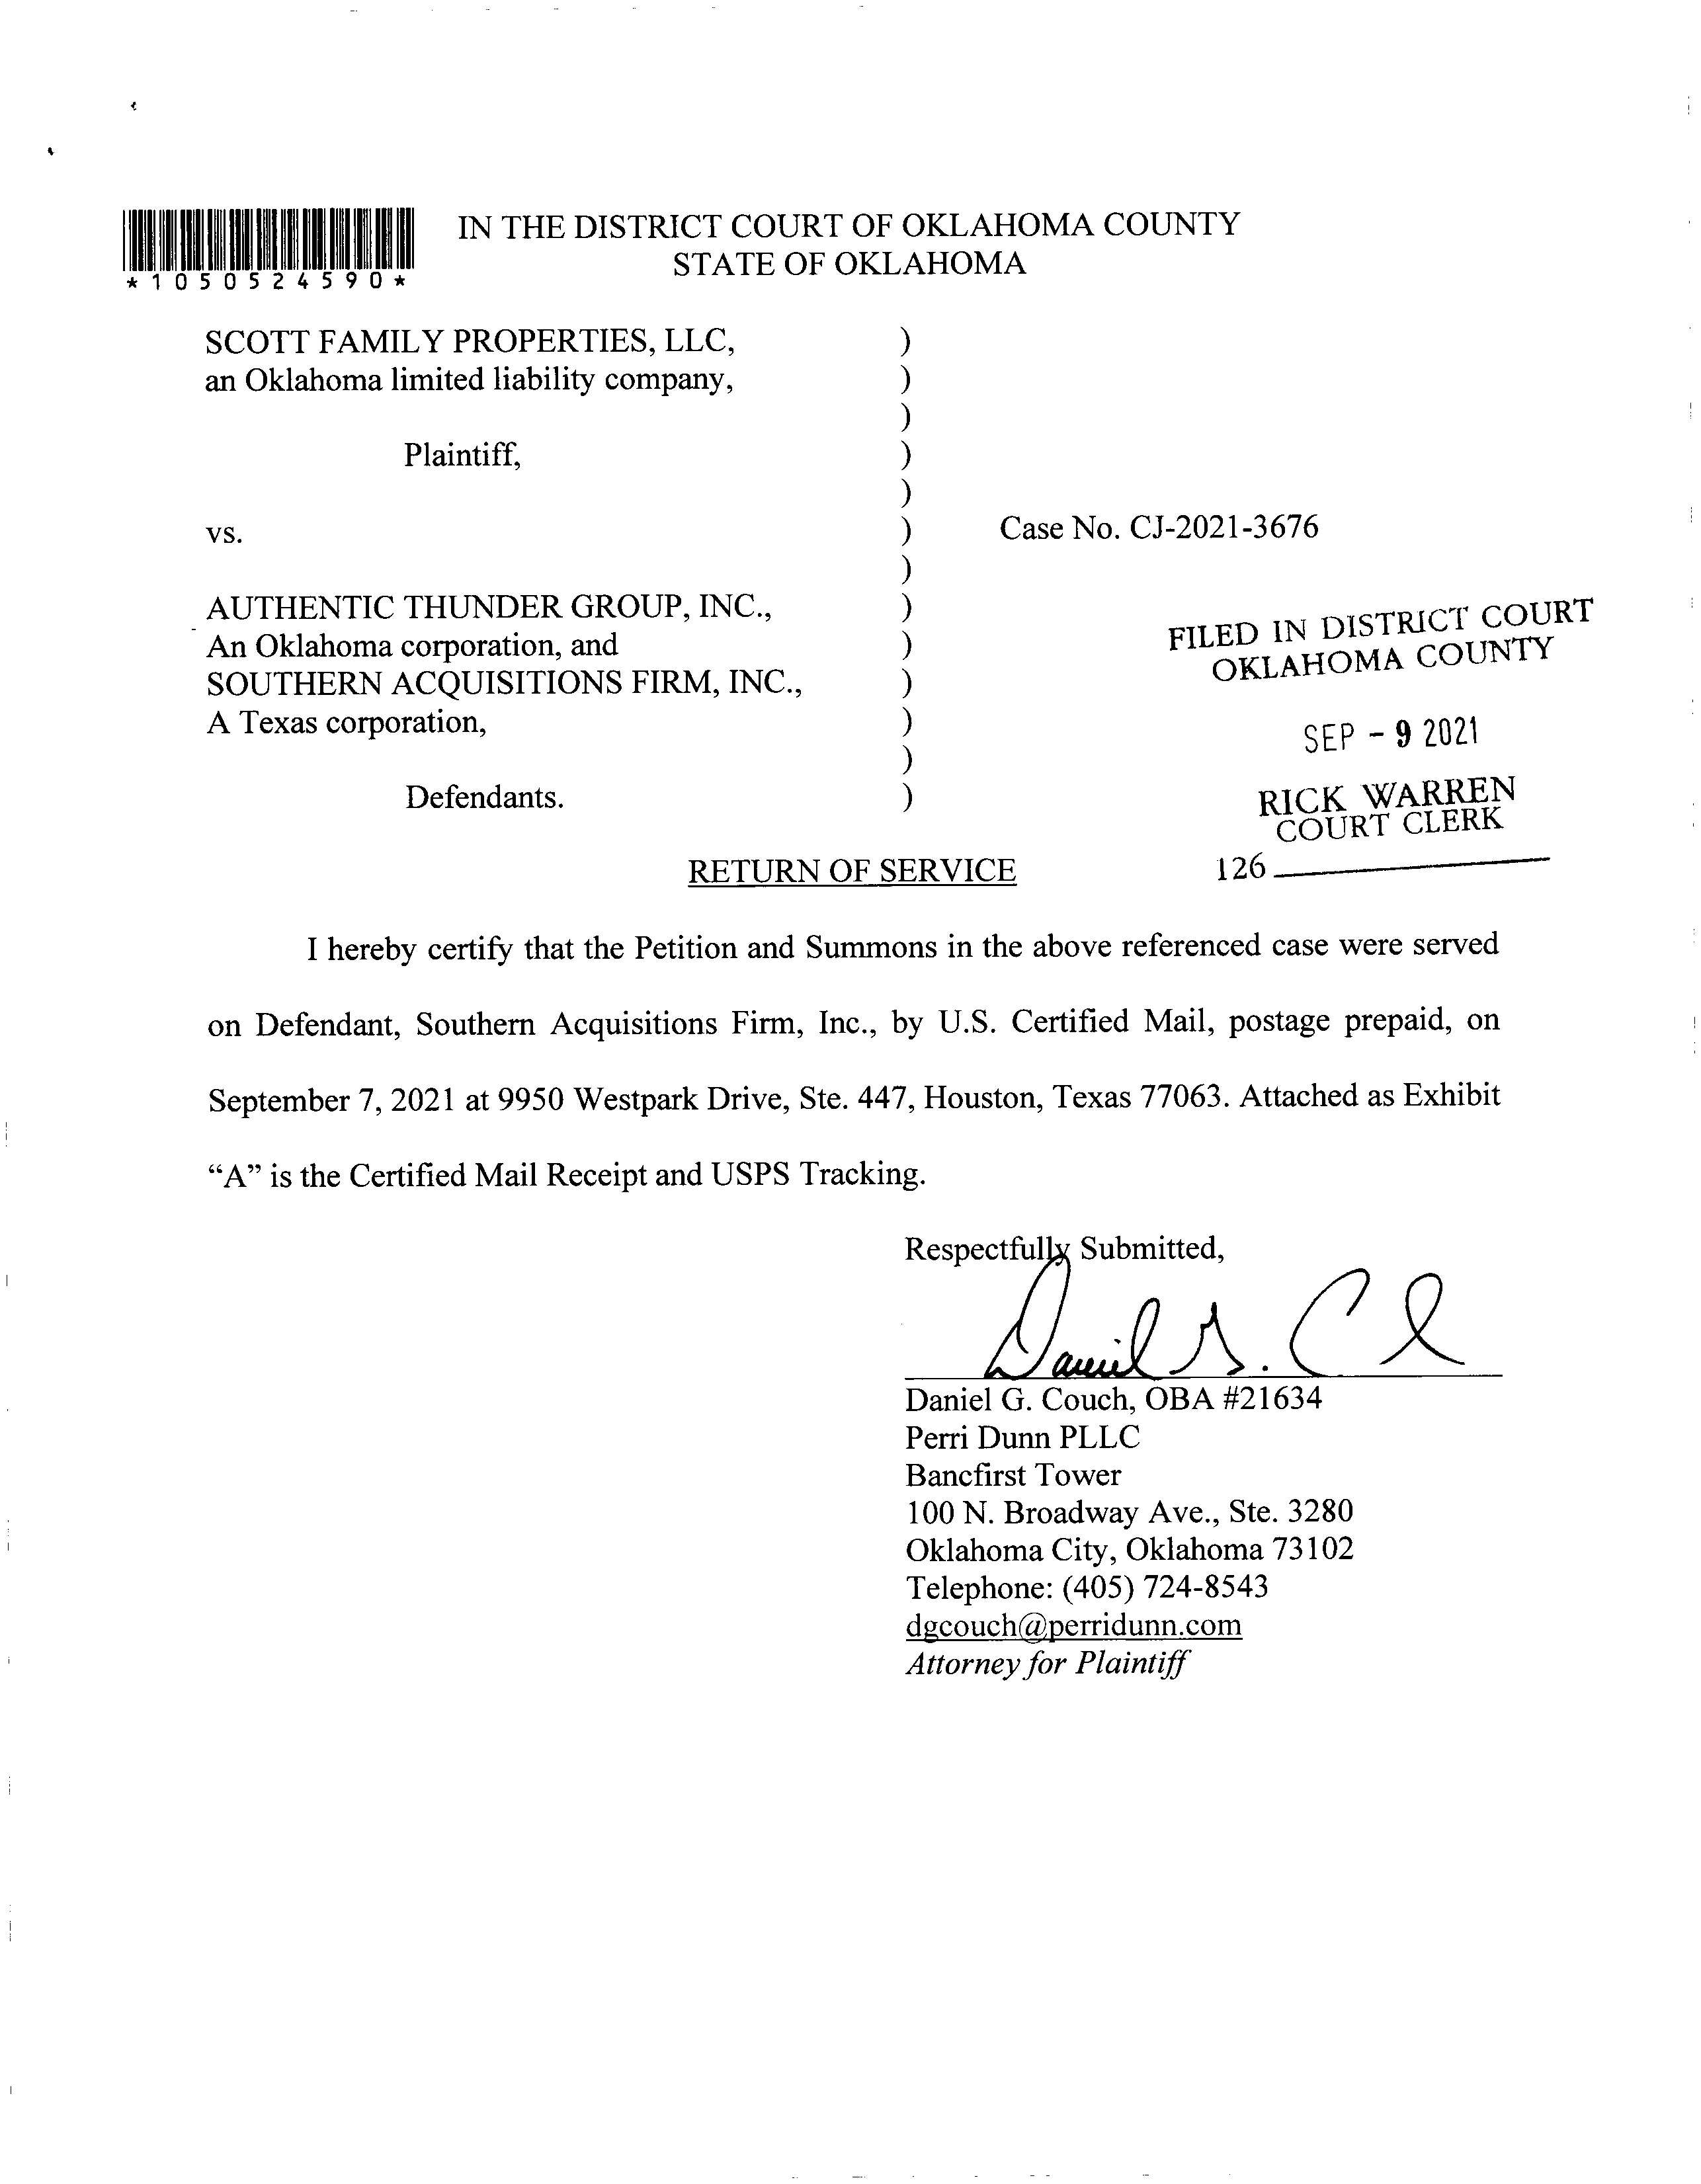 IN THE DISTRICT COURT OF OKLAHOMA COUNTY
STATE OF OKLAHOMA
*1050524590*
SCOTT FAMILY PROPERTIES, LLC, )
an Oklahoma limited liability company, )
)
Plaintiff, )
)
vs. ) Case No. CJ-2021-3676
)
AUTHENTIC THUNDER GROUP, INC., )
An Oklahoma corporation, and )
SOUTHERN ACQUISITIONS FIRM, INC., )
A Texas corporation, )
)
Defendants. )
FILED IN DISTRICT COURT
OKLAHOMA COUNTY
SEP - 9 2021
RICK WARREN
COURT CLERK
126
RETURN OF SERVICE
I hereby certify that the Petition and Summons in the above referenced case were served
on Defendant, Southern Acquisitions Firm, Inc., by U.S. Certified Mail, postage prepaid, on
September 7, 2021 at 9950 Westpark Drive, Ste. 447, Houston, Texas 77063. Attached as Exhibit
“A” is the Certified Mail Receipt and USPS Tracking.
Respectfully Submitted,
Daniel G. C
Daniel G. Couch, OBA #21634
Perri Dunn PLLC
Bancfirst Tower
100 N. Broadway Ave., Ste. 3280
Oklahoma City, Oklahoma 73102
Telephone: (405) 724-8543
dgcouch@perridunn.com
Attorney for Plaintiff